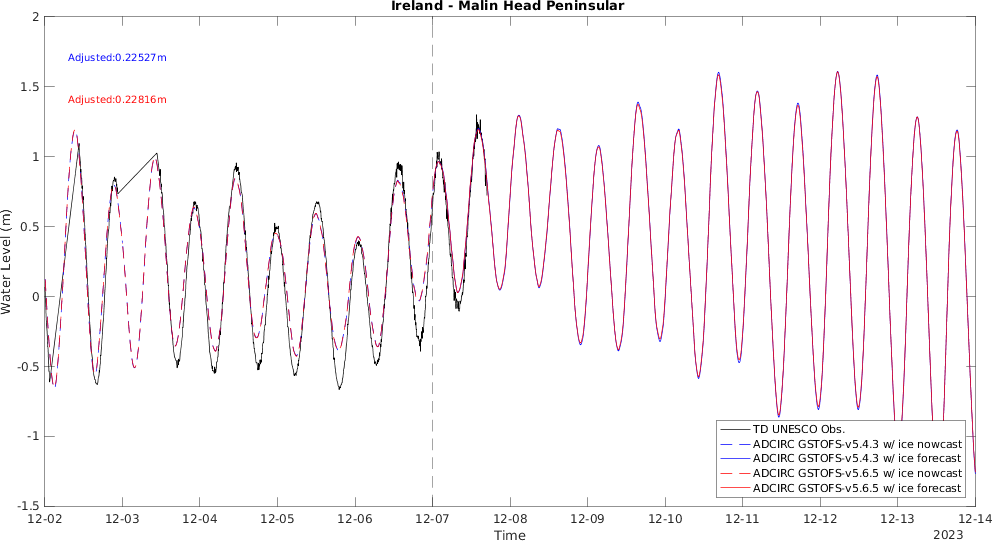 Ireland - Malin Head Peninsular
2
Adjusted:0.22527m
1.5
Adjusted:0.22816m
1
0.5
Water Level (m)
0
-0.5
-1
TD UNESCO Obs.
ADCIRC GSTOFS-v5.4.3 w/ ice nowcast
ADCIRC GSTOFS-v5.4.3 w/ ice forecast
ADCIRC GSTOFS-v5.6.5 w/ ice nowcast
ADCIRC GSTOFS-v5.6.5 w/ ice forecast
-1.5
12-02 12-03 12-04 12-05 12-06 12-07 12-08 12-09 12-10 12-11 12-12 12-13 12-14
Time
2023